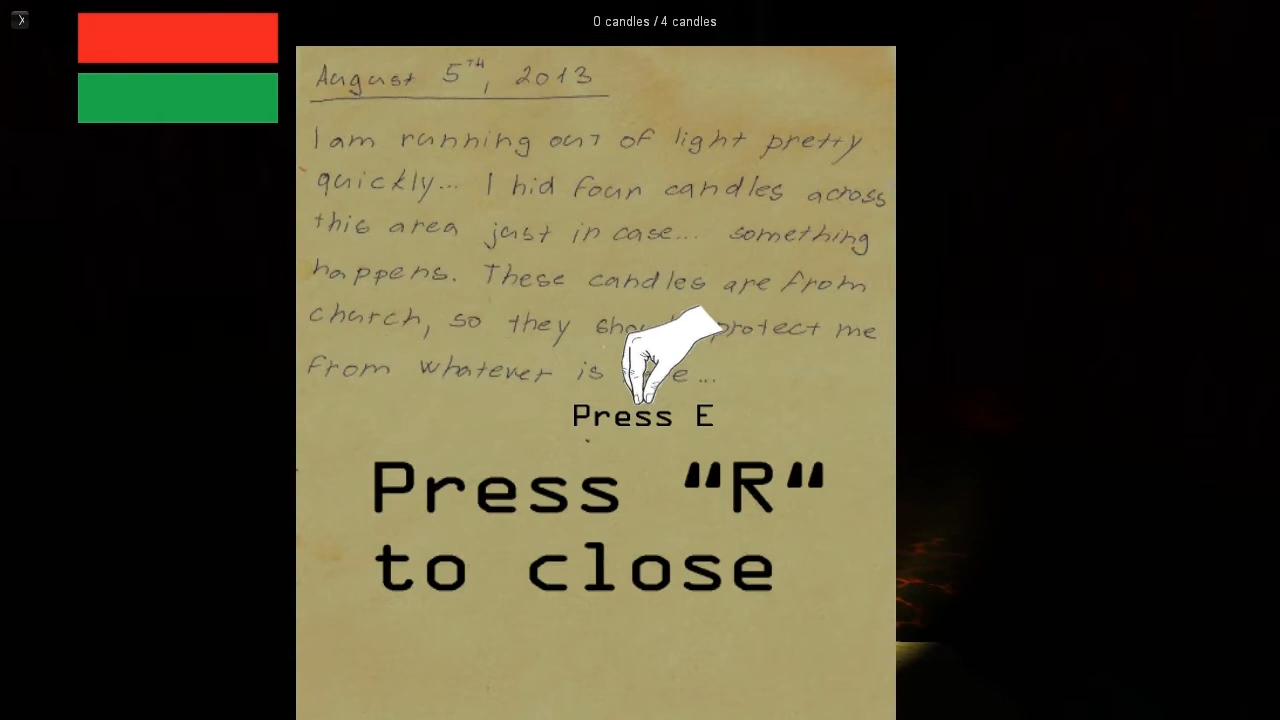 0 candles / 4 candles
August 5TH, 2013
I am running out of light pretty
quickly... I hid four candles across
this area just in case... something
happens. These candles are from
church, so they protect me
from whatever is ...
Press E
Press "R"
to close